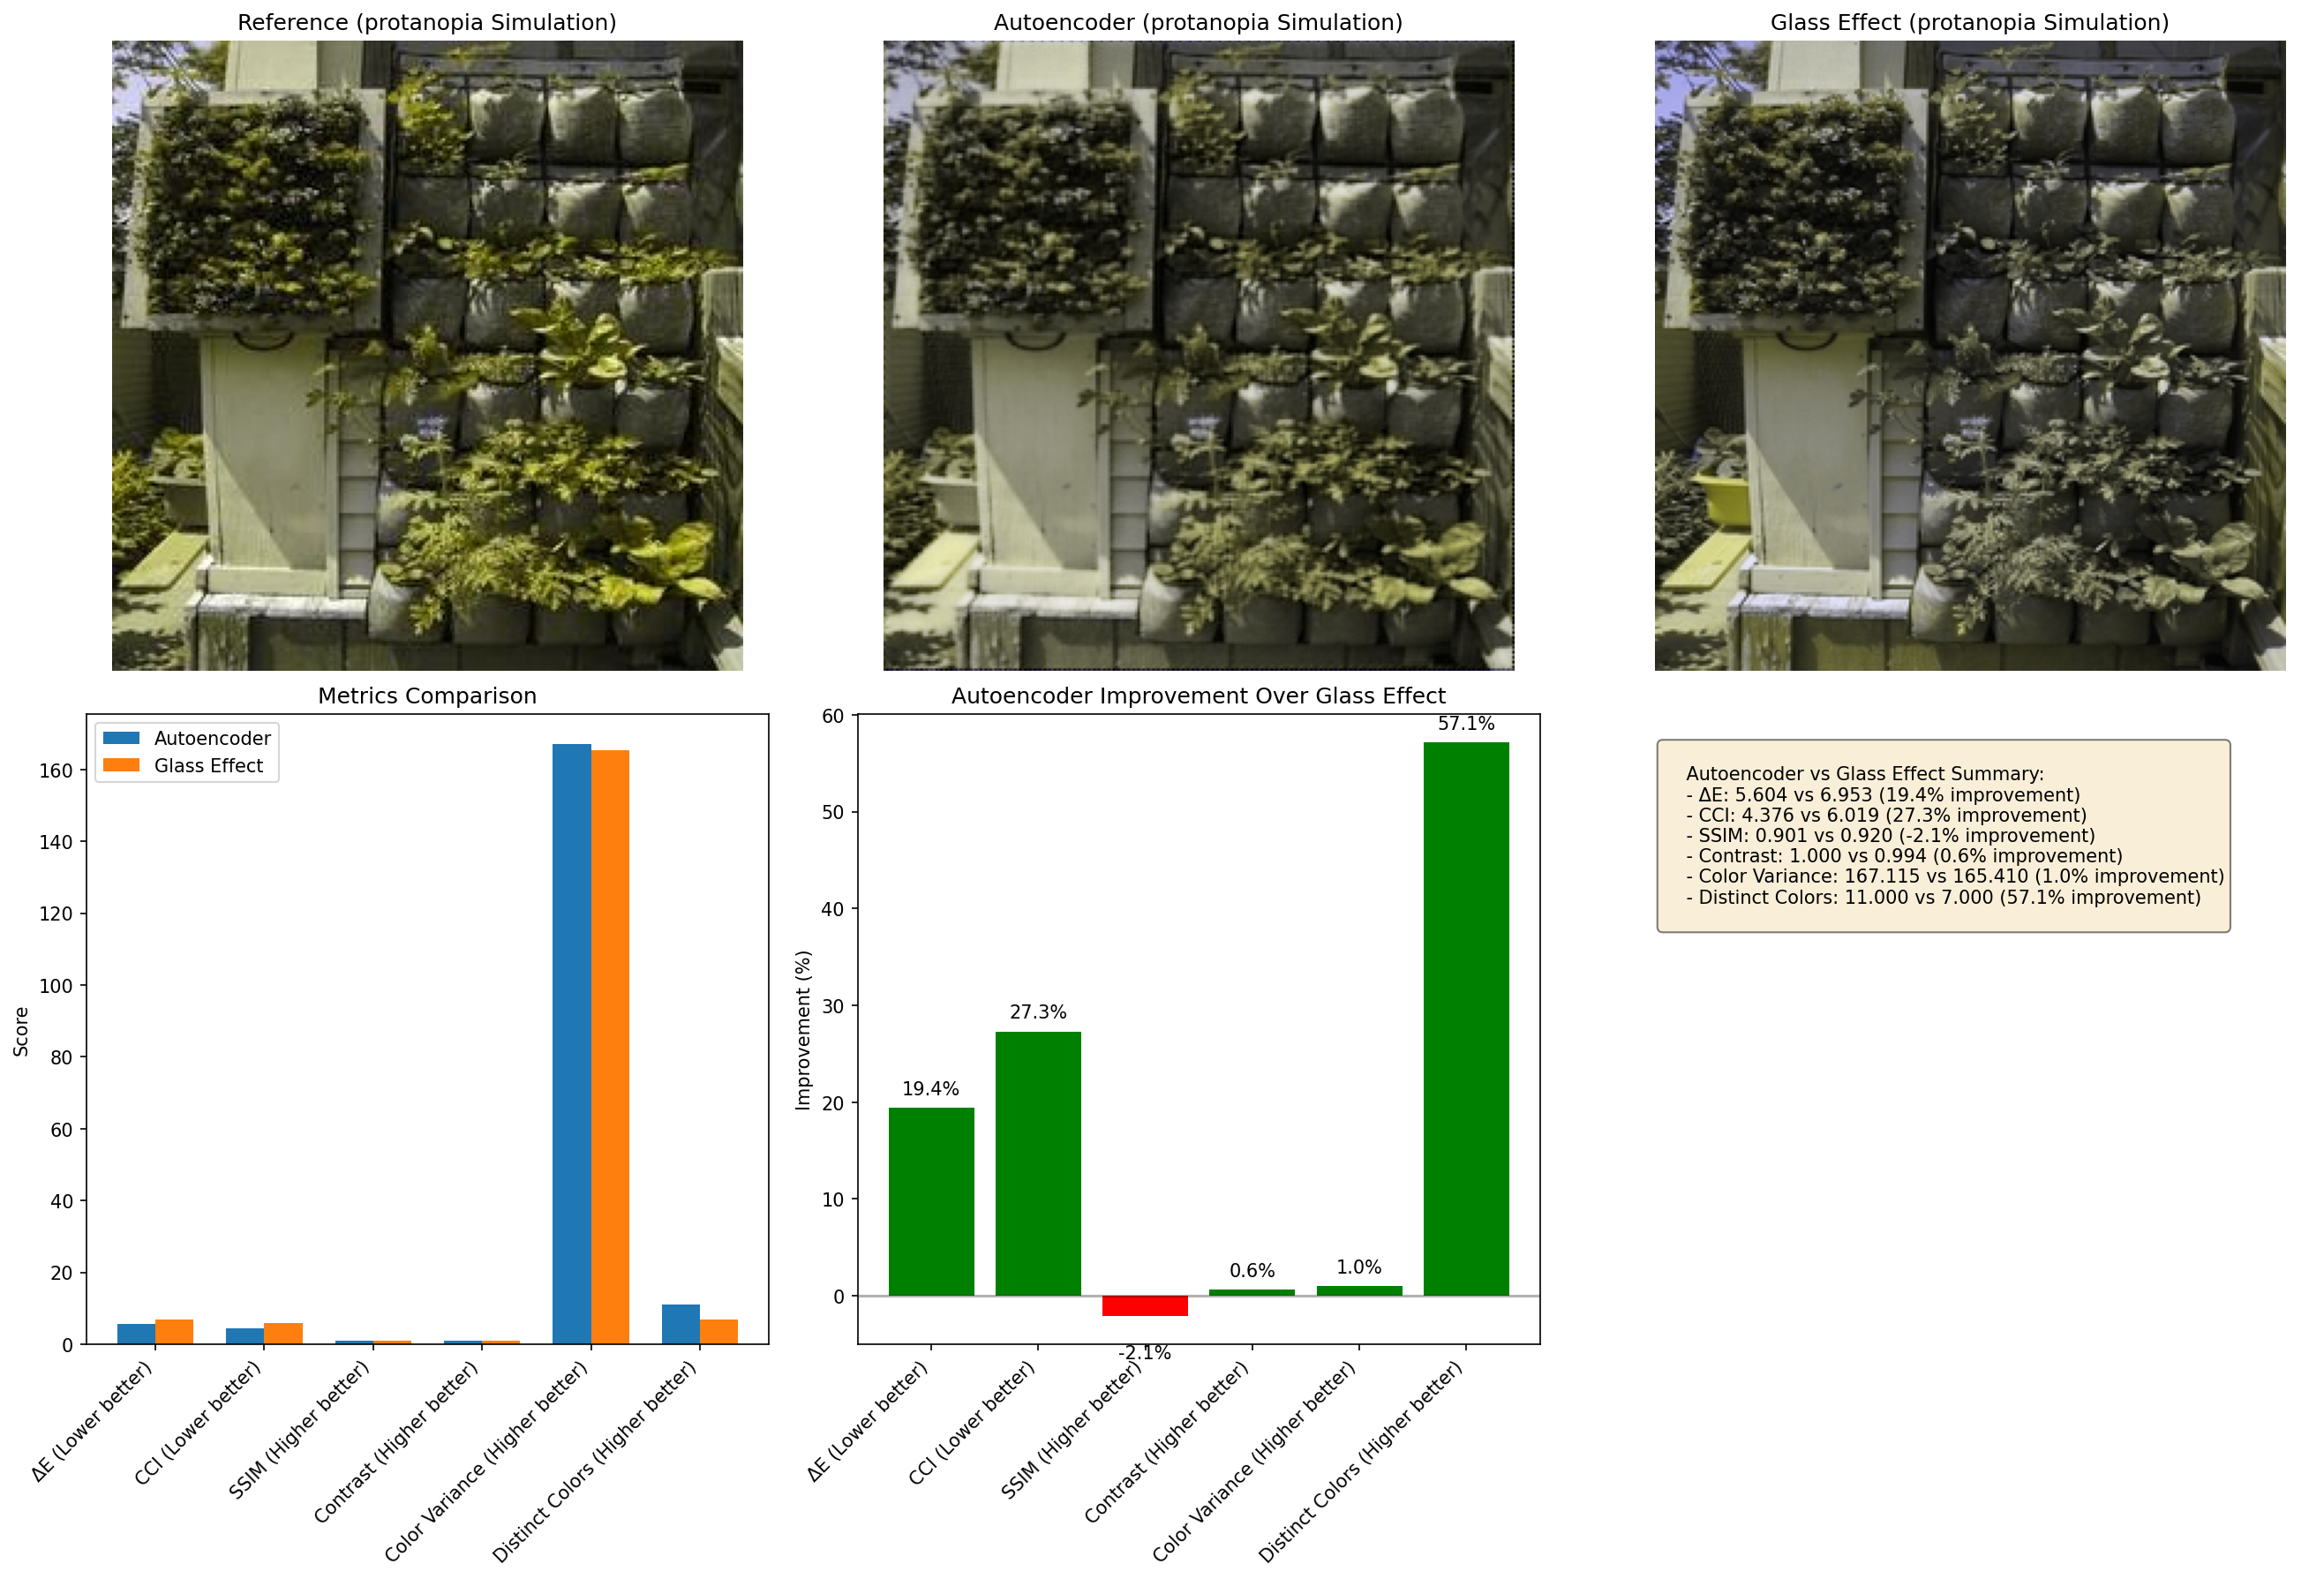 Reference (protanopia Simulation)
Autoencoder (protanopia Simulation)
Glass Effect (protanopia Simulation)
Metrics Comparison
Autoencoder
Glass Effect
Score
160
140
120
100
80
60
40
20
0
ΔE (Lower better)
CCI (Lower better)
SSIM (Higher better)
Contrast (Higher better)
Color Variance (Higher better)
Distinct Colors (Higher better)
Autoencoder Improvement Over Glass Effect
Improvement (%)
60
50
40
30
20
10
0
19.4%
27.3%
-2.1%
0.6%
1.0%
57.1%
ΔE (Lower better)
CCI (Lower better)
SSIM (Higher better)
Contrast (Higher better)
Color Variance (Higher better)
Distinct Colors (Higher better)
Autoencoder vs Glass Effect Summary:
- ΔE: 5.604 vs 6.953 (19.4% improvement)
- CCI: 4.376 vs 6.019 (27.3% improvement)
- SSIM: 0.901 vs 0.920 (-2.1% improvement)
- Contrast: 1.000 vs 0.994 (0.6% improvement)
- Color Variance: 167.115 vs 165.410 (1.0% improvement)
- Distinct Colors: 11.000 vs 7.000 (57.1% improvement)